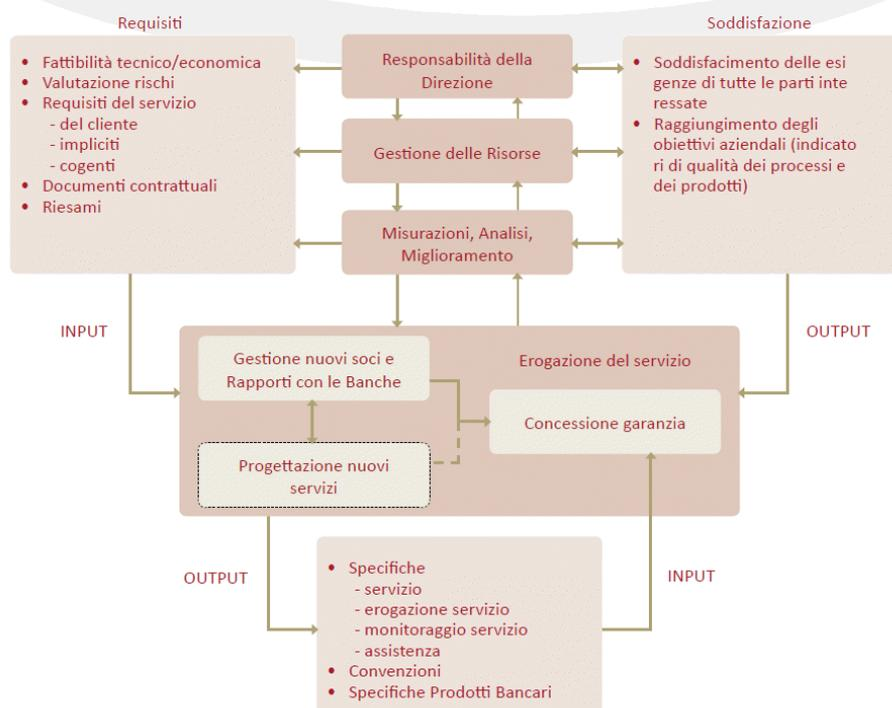 Requisiti
• Fattibilità tecnico/economica
• Valutazione rischi
• Requisiti del servizio
- del cliente
- impliciti
- cogenti
• Documenti contrattuali
• Riesami
Responsabilità della
Direzione
Gestione delle Risorse
Misurazioni, Analisi,
Miglioramento
Soddisfazione
• Soddisfacimento delle esi
genze di tutte le parti inte
ressate
• Raggiungimento degli
obiettivi aziendali (indicato
ri di qualità dei processi e
dei prodotti)
INPUT
OUTPUT
Gestione nuovi soci e
Rapporti con le Banche
Erogazione del servizio
Concessione garanzia
Progettazione nuovi
servizi
OUTPUT
INPUT
• Specifiche
- servizio
- erogazione servizio
- monitoraggio servizio
- assistenza
• Convenzioni
• Specifiche Prodotti Bancari